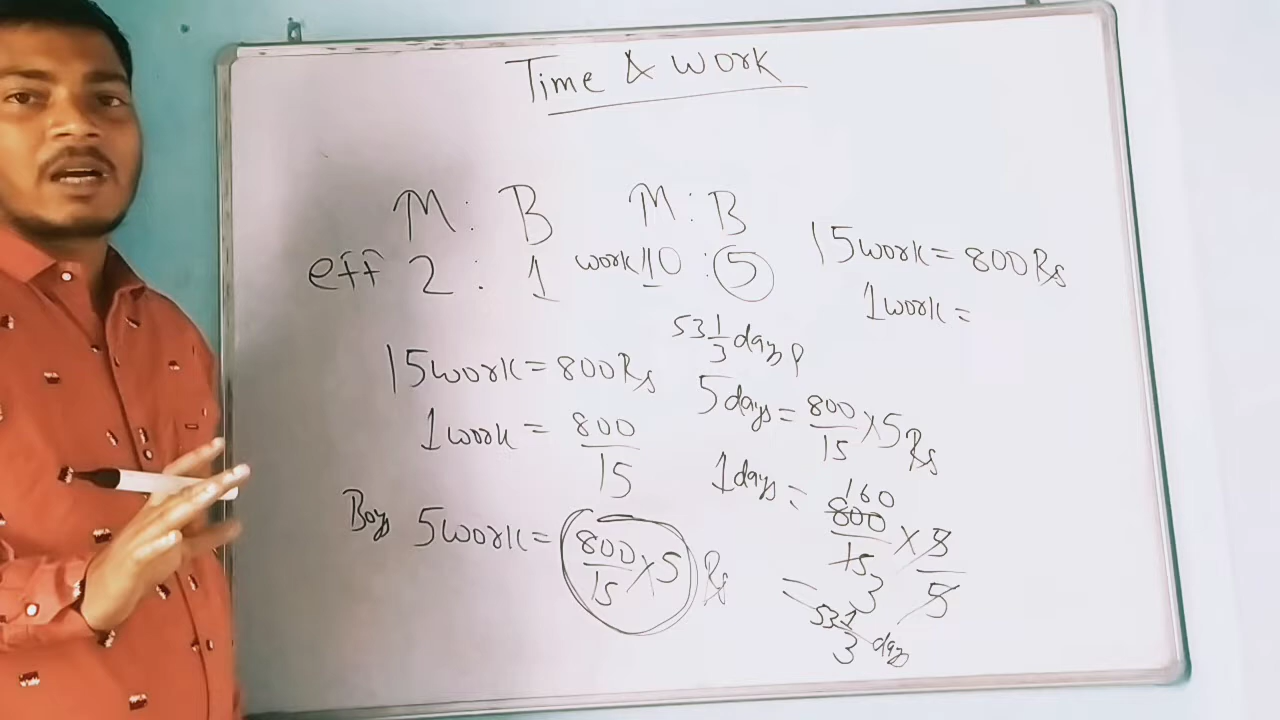 Time & work
M : B
eff 2 : 1
M : B
work 10 : 5
15 work = 800 Rs
1 work =
15 work = 800 Rs
1 work = 800/15
Boy 5 work = 800/15 × 5 Rs
53 1/3 day
5 days = 800/15 × 5 Rs
1 days = 800/15 × 5/5
160
3
= 53 1/3 day